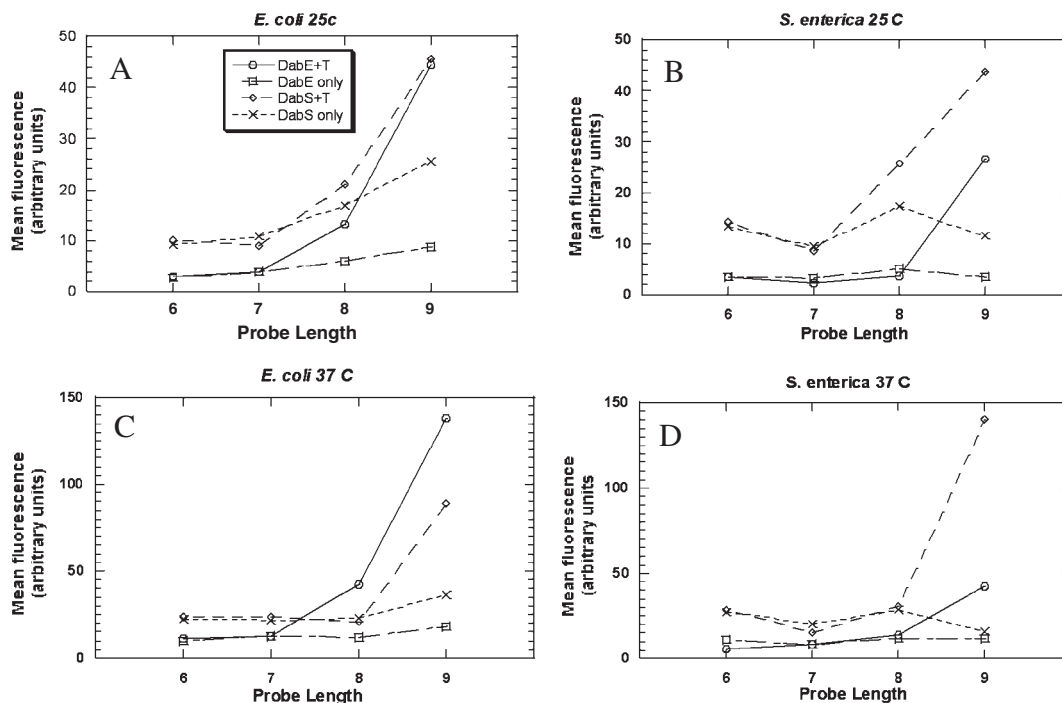 E. coli 25c
A
50
40
30
20
10
0
Mean fluorescence
(arbitrary units)
DabE+T
DabE only
DabS+T
DabS only
6 7 8 9
Probe Length
S. enterica 25 C
B
50
40
30
20
10
0
Mean fluorescence
(arbitrary units)
6 7 8 9
Probe Length
E. coli 37 C
C
150
100
50
0
Mean fluorescence
(arbitrary units)
6 7 8 9
Probe Length
S. enterica 37 C
D
150
100
50
0
Mean fluorescence
(arbitrary units
6 7 8 9
Probe Length